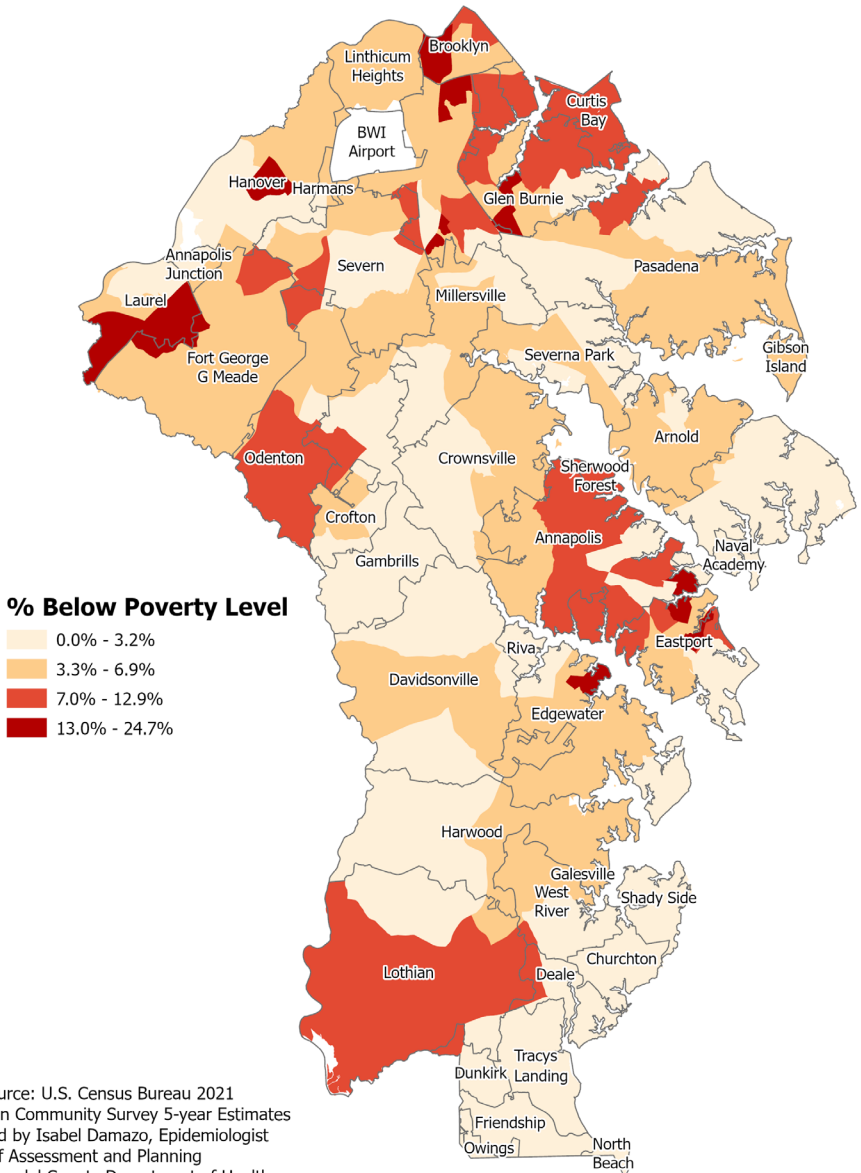 Brooklyn
Linthicum
Heights
Curtis
Bay
BWI
Airport
Hanover
Harmans
Glen Burnie
Annapolis
Junction
Severn
Pasadena
Laurel
Millersville
Fort George
G Meade
Severna Park
Gibson
Island
Arnold
Odenton
Crownsville
Sherwood
Forest
Crofton
Annapolis
Gambrills
Naval
Academy
% Below Poverty Level
0.0% - 3.2%
3.3% - 6.9%
7.0% - 12.9%
13.0% - 24.7%
Riva
Eastport
Davidsonville
Edgewater
Harwood
Galesville
West
River
Shady Side
Churchton
Lothian
Deale
Tracys
Landing
Dunkirk
Friendship
Owings
North
Beach
urce: U.S. Census Bureau 2021
n Community Survey 5-year Estimates
d by Isabel Damazo, Epidemiologist
f Assessment and Planning